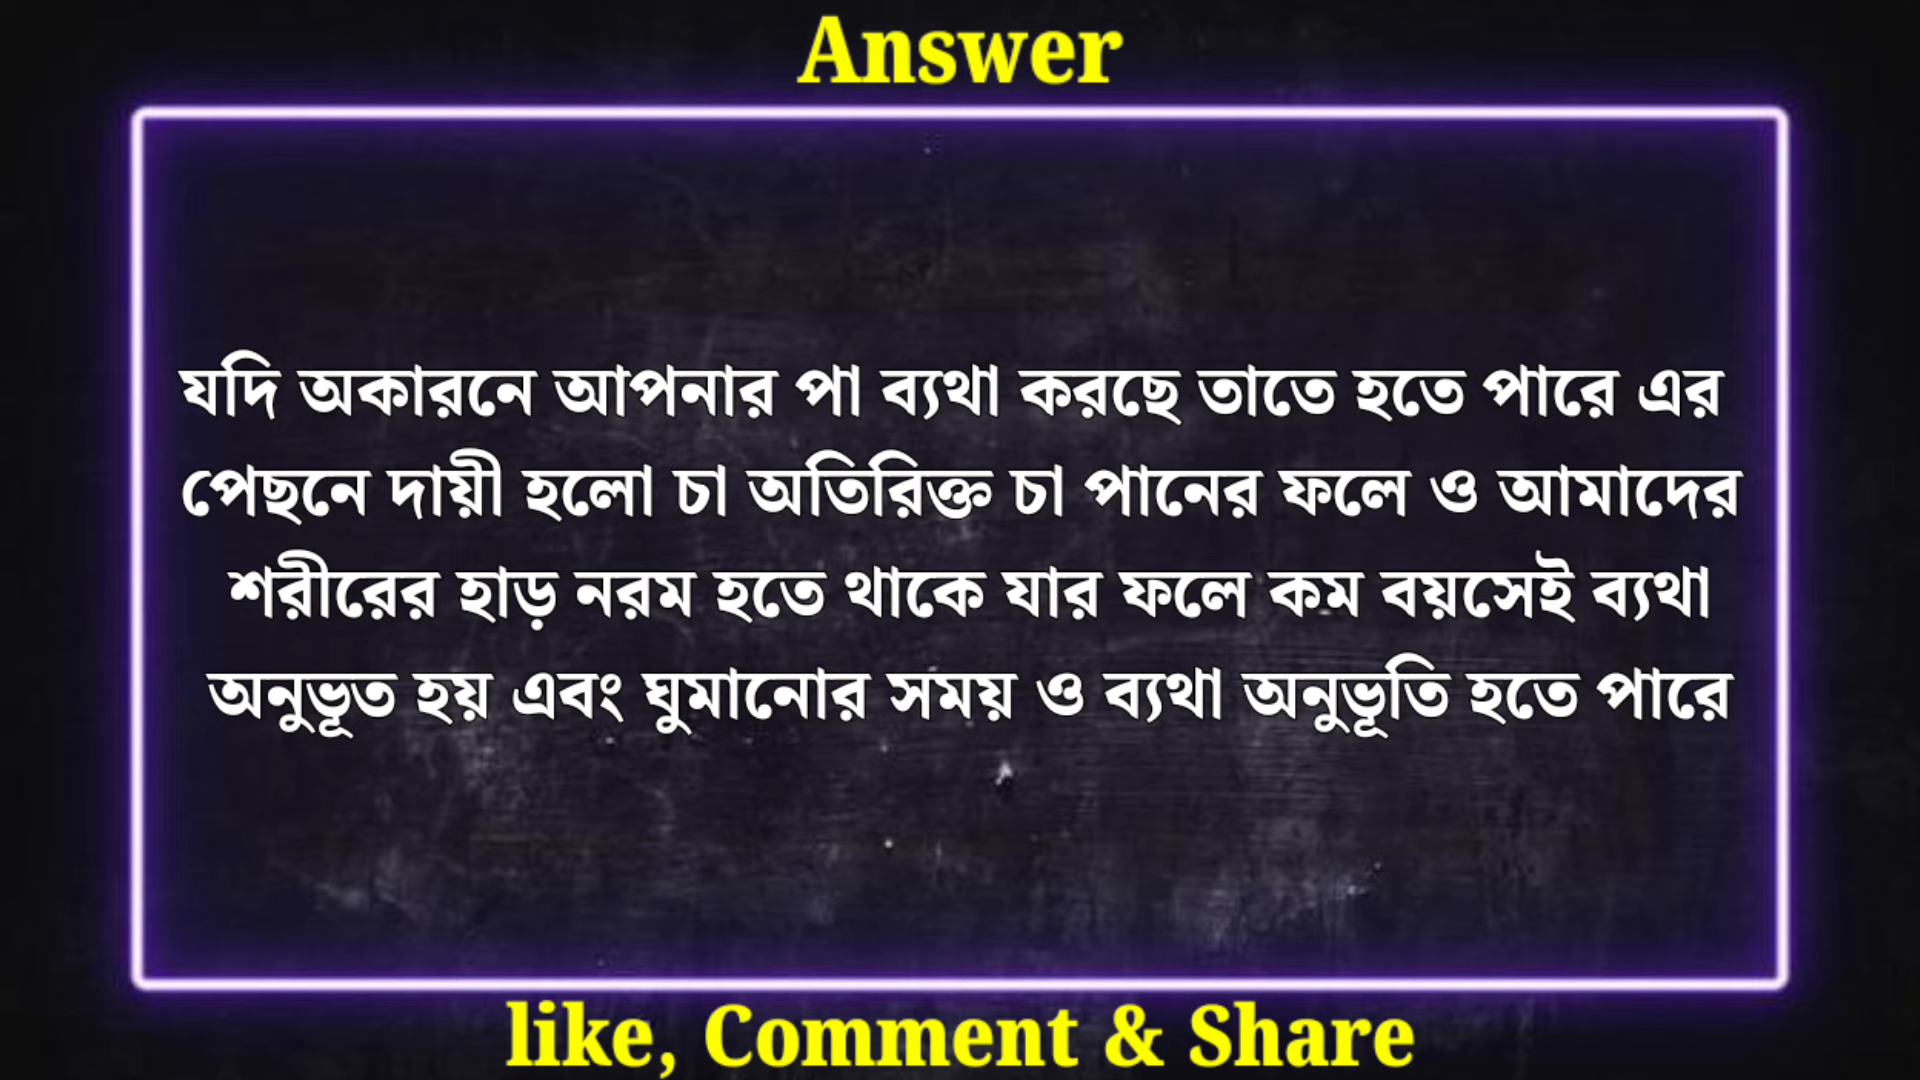 Answer
যদি অকারনে আপনার পা ব্যথা করছে তাতে হতে পারে এর
পেছনে দায়ী হলো চা অতিরিক্ত চা পানের ফলে ও আমাদের
শরীরের হাড় নরম হতে থাকে যার ফলে কম বয়সেই ব্যথা
অনুভূত হয় এবং ঘুমানোর সময় ও ব্যথা অনুভূতি হতে পারে
like, Comment & Share